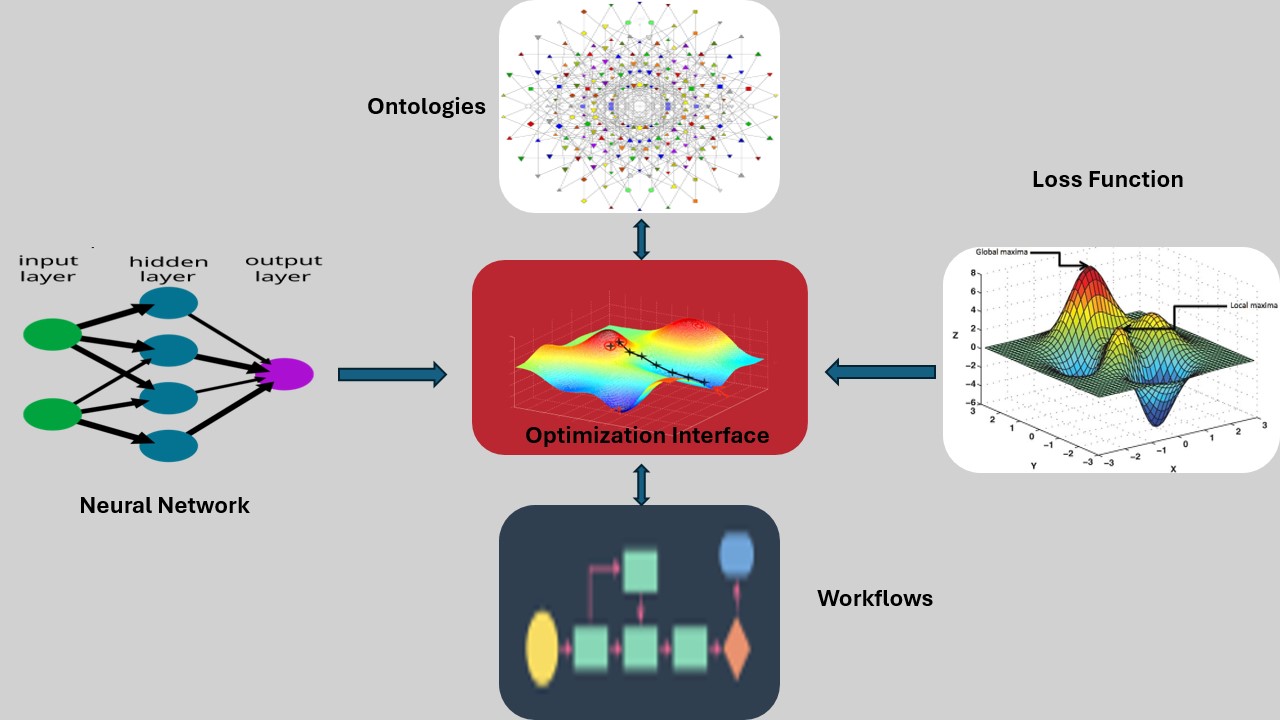 Ontologies
Loss Function
input
layer
hidden
layer
output
layer
Neural Network
Optimization Interface
Global maxima
Local maxima
8
6
4
2
0
−2
−4
−6
Z
3
2
1
0
−1
−2
−3
Y
−3
−2
−1
0
1
2
3
X
Workflows